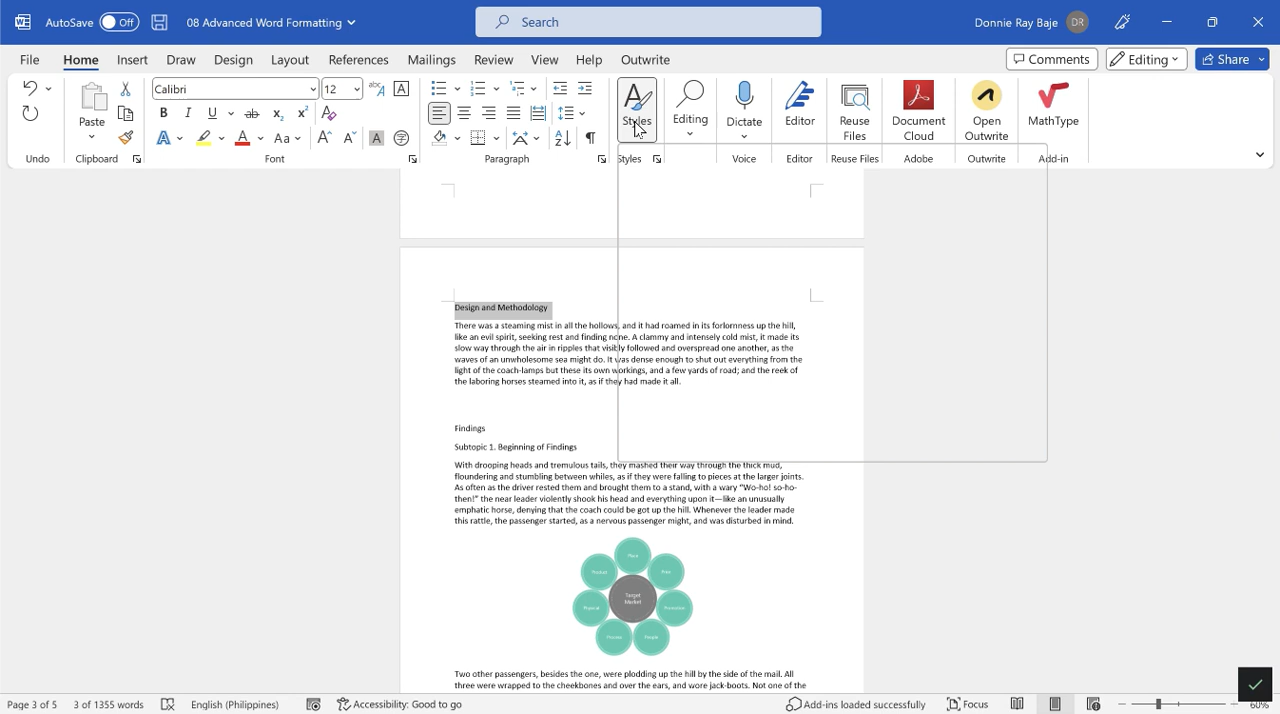 AutoSave Off 08 Advanced Word Formatting Search Donnie Ray Baje DR
File Home Insert Draw Design Layout References Mailings Review View Help Outwrite Comments Editing Share
Calibri 12
Paste Styles Editing Dictate Editor Reuse Files Document Cloud Open Outwrite MathType
Undo Clipboard Font Paragraph Styles Voice Editor Reuse Files Adobe Outwrite Add-in
Design and Methodology
There was a steaming mist in all the hollows, and it had roamed in its forlornness up the hill,
like an evil spirit, seeking rest and finding none. A clammy and intensely cold mist, it made its
slow way through the air in ripples that visibly followed and overspread one another, as the
waves of an unwholesome sea might do. It was dense enough to shut out everything from the
light of the coach-lamps but these its own workings, and a few yards of road; and the reek of
the laboring horses steamed into it, as if they had made it all.
Findings
Subtopic 1. Beginning of Findings
With drooping heads and tremulous tails, they mashed their way through the thick mud,
floundering and stumbling between whiles, as if they were falling to pieces at the larger joints.
As often as the driver rested them and brought them to a stand, with a wary "Wo-ho! so-ho-
then!" the near leader violently shook his head and everything upon it—like an unusually
emphatic horse, denying that the coach could be got up the hill. Whenever the leader made
this rattle, the passenger started, as a nervous passenger might, and was disturbed in mind.
Place
Product Price
Target
Market
Physical Promotion
Process People
Two other passengers, besides the one, were plodding up the hill by the side of the mail. All
three were wrapped to the cheekbones and over the ears, and wore jack-boots. Not one of the
Page 3 of 5 3 of 1355 words English (Philippines) Accessibility: Good to go Add-ins loaded successfully Focus 60%